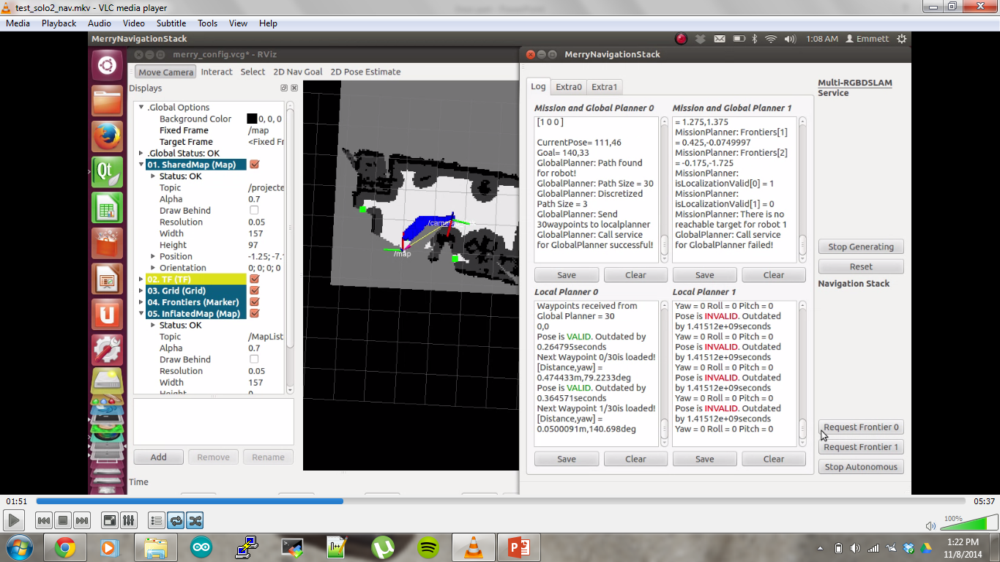 test_solo2_nav.mkv - VLC media player
Media Playback Audio Video Subtitle Tools View Help
MerryNavigationStack
1:08 AM Emmett
merry_config.vcg* - RViz
Move Camera Interact Select 2D Nav Goal 2D Pose Estimate
Displays
.Global Options
Background Color 0, 0, 0
Fixed Frame /map
Target Frame <Fixed Fr
.Global Status: OK
01. SharedMap (Map)
Status: OK
Topic /projecte
Alpha 0.7
Draw Behind
Resolution 0.05
Width 157
Height 97
Position -1.25; -7.
Orientation 0; 0; 0; 0
02. TF (TF)
03. Grid (Grid)
04. Frontiers (Marker)
05. InflatedMap (Map)
Status: OK
Topic /MapList
Alpha 0.7
Draw Behind
Resolution 0.05
Width 157
Height 0
Add Remove Rename
Time
/camera
/map
MerryNavigationStack
Log Extra0 Extra1
Mission and Global Planner 0
[1 0 0 ]
CurrentPose= 111,46
Goal= 140,33
GlobalPlanner: Path found
for robot!
GlobalPlanner: Path Size = 30
GlobalPlanner: Discretized
Path Size = 3
GlobalPlanner: Send
30waypoints to localplanner
GlobalPlanner: Call service
for GlobalPlanner successful!
Save Clear
Mission and Global Planner 1
= 1.275,1.375
MissionPlanner: Frontiers[1]
= 0.425,-0.0749997
MissionPlanner: Frontiers[2]
= -0.175,-1.725
MissionPlanner:
isLocalizationValid[0] = 1
MissionPlanner:
isLocalizationValid[1] = 0
MissionPlanner: There is no
reachable target for robot 1
GlobalPlanner: Call service
for GlobalPlanner failed!
Save Clear
Local Planner 0
Waypoints received from
Global Planner = 30
0,0
Pose is VALID. Outdated by
0.264795seconds
Next Waypoint 0/30is loaded!
[Distance,yaw] =
0.474433m,79.2233deg
Pose is VALID. Outdated by
0.364571seconds
Next Waypoint 1/30is loaded!
[Distance,yaw] =
0.0500091m,140.698deg
Save Clear
Local Planner 1
Yaw = 0 Roll = 0 Pitch = 0
Pose is INVALID. Outdated
by 1.41512e+09seconds
Yaw = 0 Roll = 0 Pitch = 0
Pose is INVALID. Outdated
by 1.41512e+09seconds
Yaw = 0 Roll = 0 Pitch = 0
Pose is INVALID. Outdated
by 1.41512e+09seconds
Yaw = 0 Roll = 0 Pitch = 0
Pose is INVALID. Outdated
by 1.41512e+09seconds
Yaw = 0 Roll = 0 Pitch = 0
Save Clear
Multi-RGBDSLAM
Service
Stop Generating
Reset
Navigation Stack
Request Frontier 0
Request Frontier 1
Stop Autonomous
01:51
05:37
100%
1:22 PM
11/8/2014